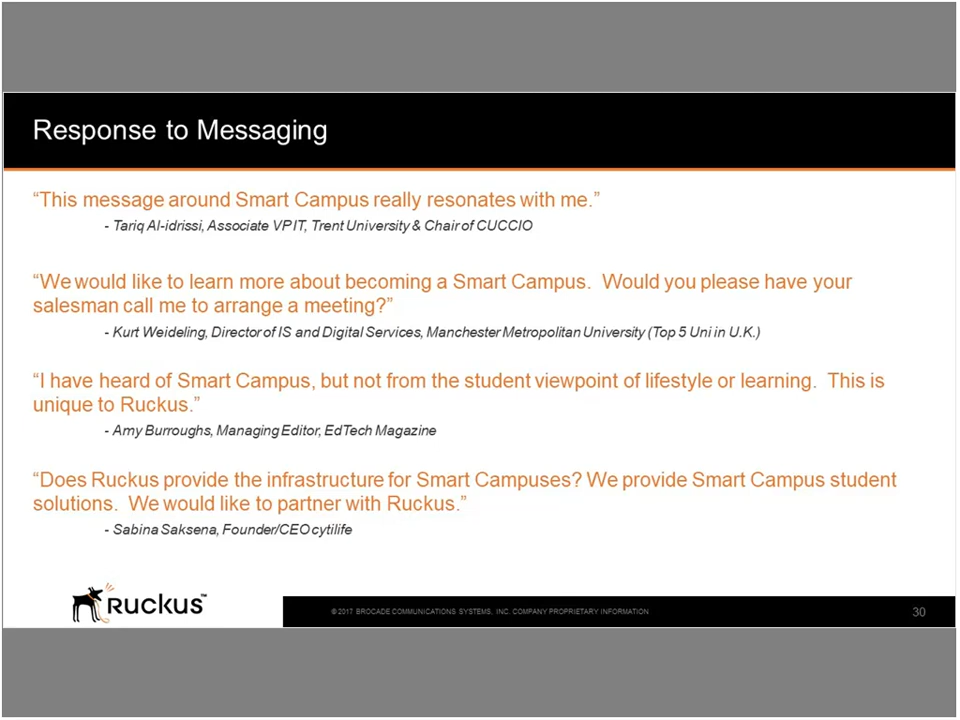 Response to Messaging
“This message around Smart Campus really resonates with me.”
- Tariq Al-idrissi, Associate VP IT, Trent University & Chair of CUCCIO
“We would like to learn more about becoming a Smart Campus.  Would you please have your
salesman call me to arrange a meeting?”
- Kurt Weideling, Director of IS and Digital Services, Manchester Metropolitan University (Top 5 Uni in U.K.)
“I have heard of Smart Campus, but not from the student viewpoint of lifestyle or learning.  This is
unique to Ruckus.”
- Amy Burroughs, Managing Editor, EdTech Magazine
“Does Ruckus provide the infrastructure for Smart Campuses? We provide Smart Campus student
solutions.  We would like to partner with Ruckus.”
- Sabina Saksena, Founder/CEO cytilife
Ruckus™
© 2017 BROCADE COMMUNICATIONS SYSTEMS, INC. COMPANY PROPRIETARY INFORMATION
30